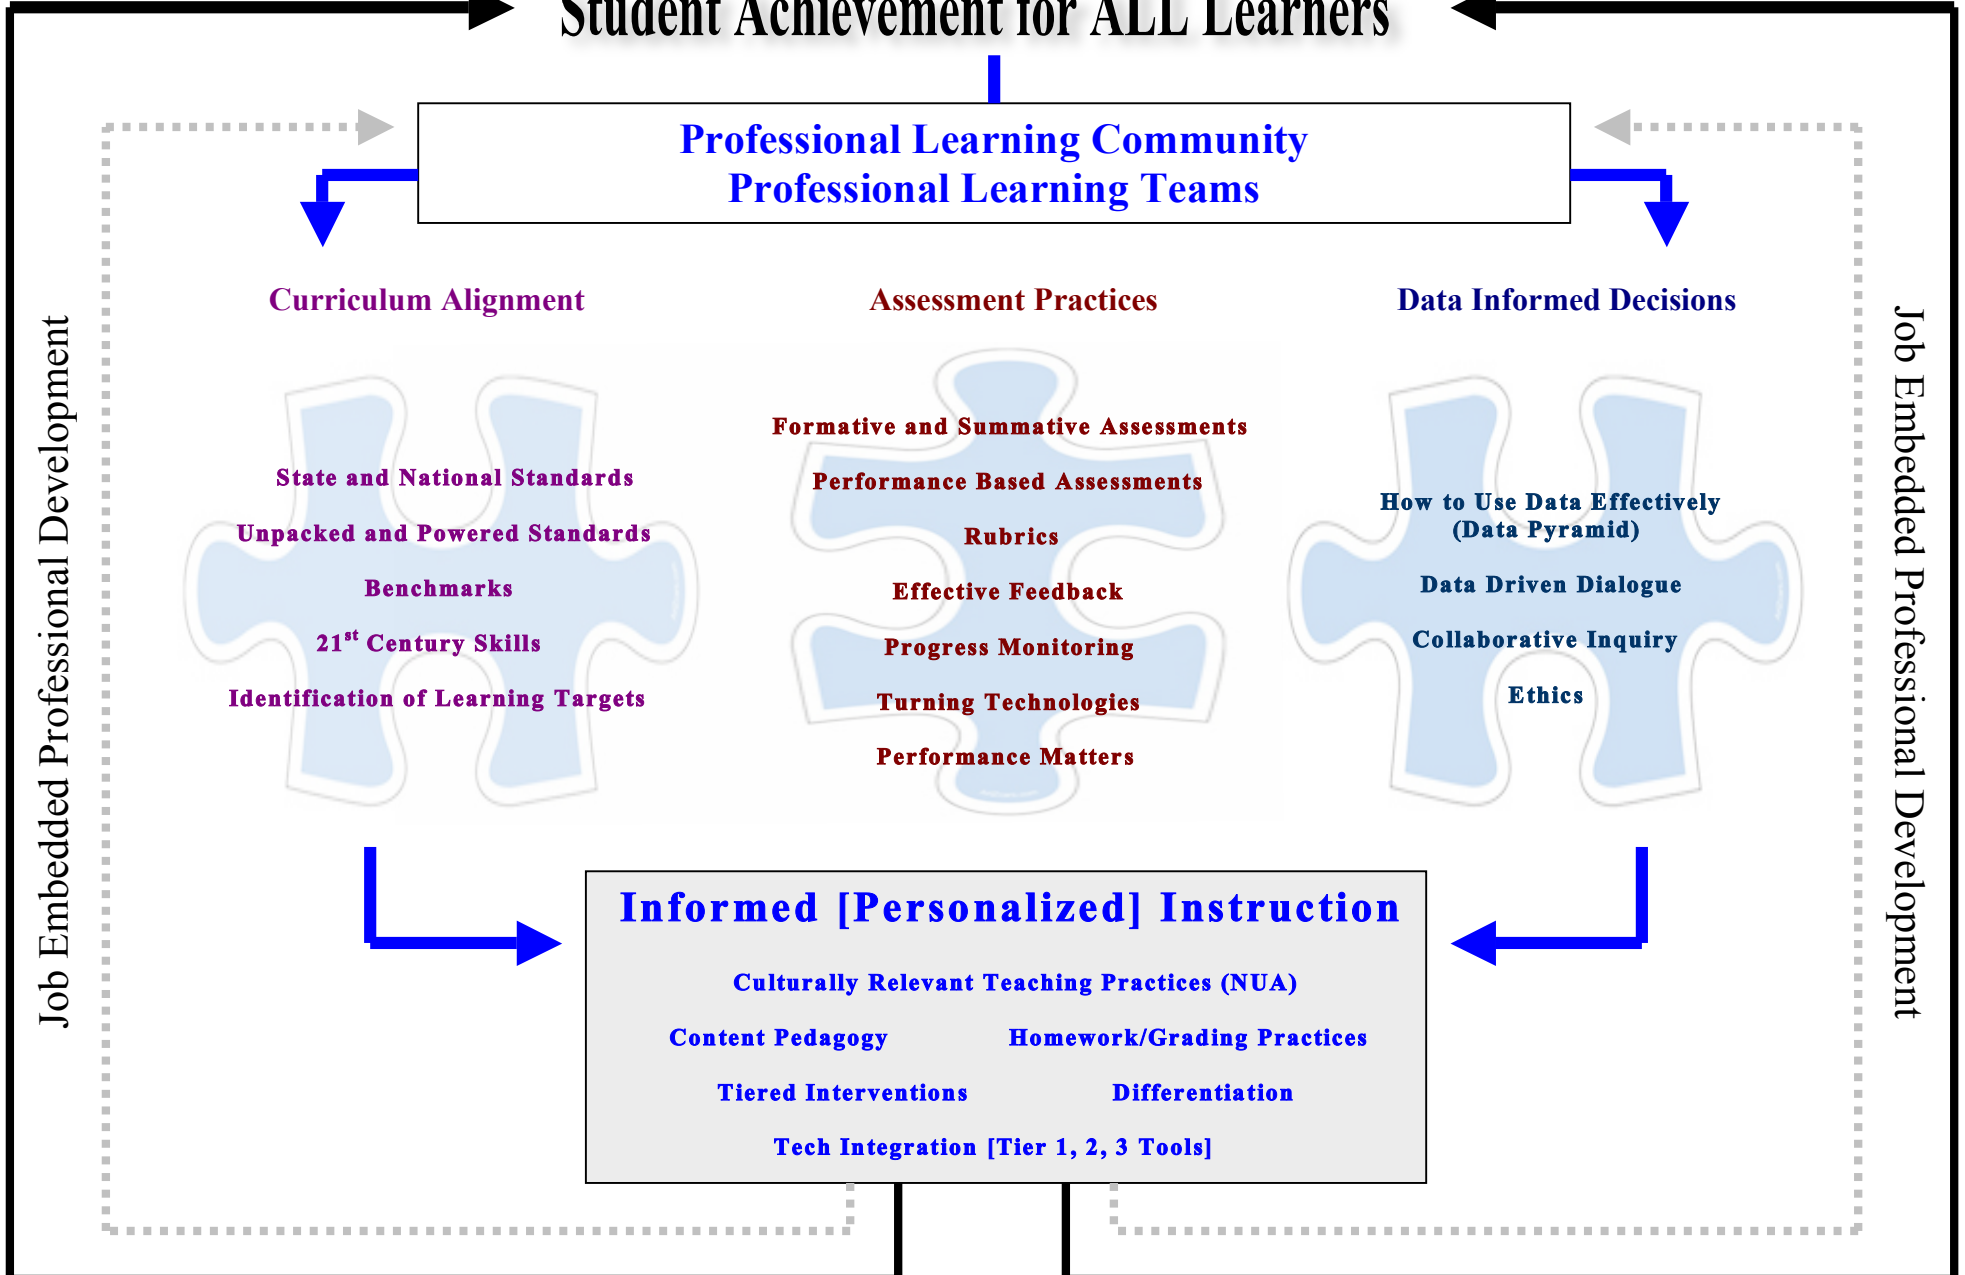 Student Achievement for ALL Learners
Professional Learning Community
Professional Learning Teams
Job Embedded Professional Development
Curriculum Alignment
State and National Standards
Unpacked and Powered Standards
Benchmarks
21st Century Skills
Identification of Learning Targets
Assessment Practices
Formative and Summative Assessments
Performance Based Assessments
Rubrics
Effective Feedback
Progress Monitoring
Turning Technologies
Performance Matters
Data Informed Decisions
How to Use Data Effectively
(Data Pyramid)
Data Driven Dialogue
Collaborative Inquiry
Ethics
Job Embedded Professional Development
Informed [Personalized] Instruction
Culturally Relevant Teaching Practices (NUA)
Content Pedagogy Homework/Grading Practices
Tiered Interventions Differentiation
Tech Integration [Tier 1, 2, 3 Tools]